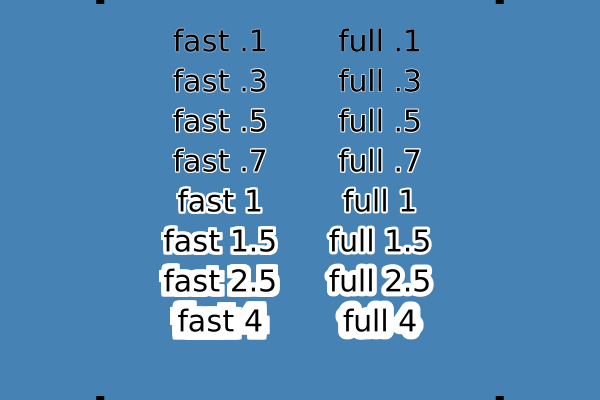 fast .1 full .1
fast .3 full .3
fast .5 full .5
fast .7 full .7
fast 1 full 1
fast 1.5 full 1.5
fast 2.5 full 2.5
fast 4 full 4